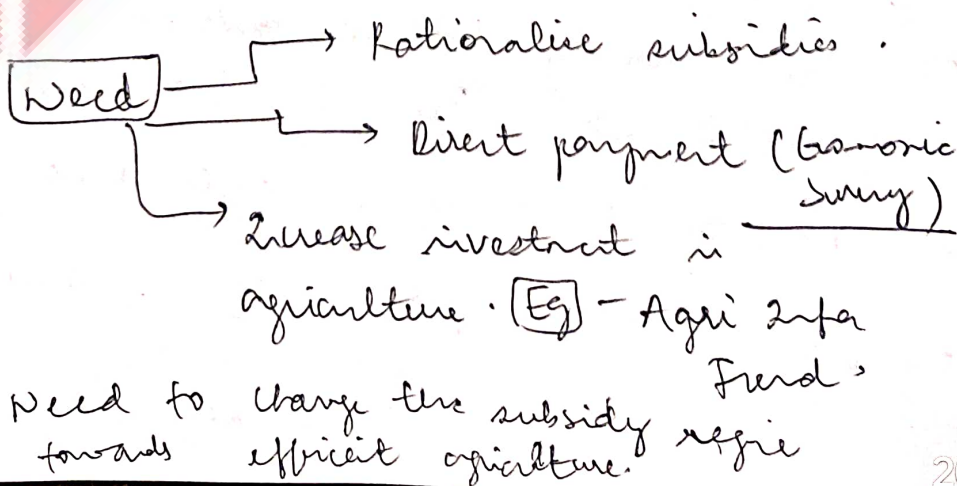 Need
→ Rationalise subsidies.
→ Direct payment (Economic
Survey)
→ Increase investment in
agriculture. Eg - Agri Infra
Fund.
Need to change the subsidy regime
towards efficient agriculture.